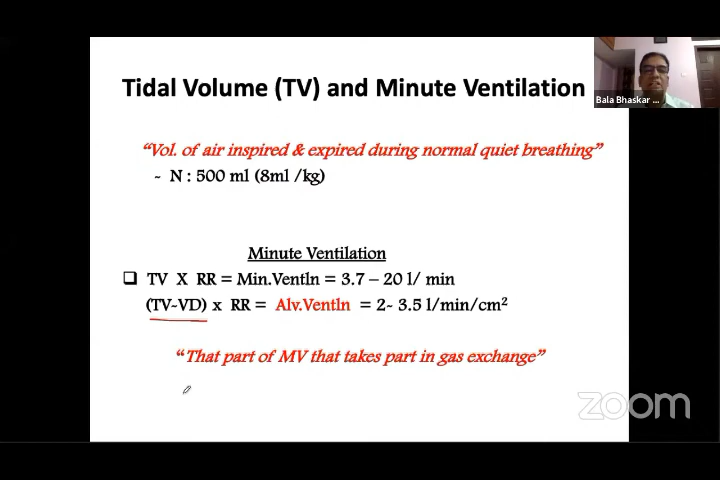 Tidal Volume (TV) and Minute Ventilation
Bala Bhaskar ...
“Vol. of air inspired & expired during normal quiet breathing”
- N : 500 ml (8ml /kg)
Minute Ventilation
❑ TV X RR = Min.Ventln = 3.7 – 20 l/ min
(TV-VD) x RR = Alv.Ventln = 2- 3.5 l/min/cm²
“That part of MV that takes part in gas exchange”
zoom